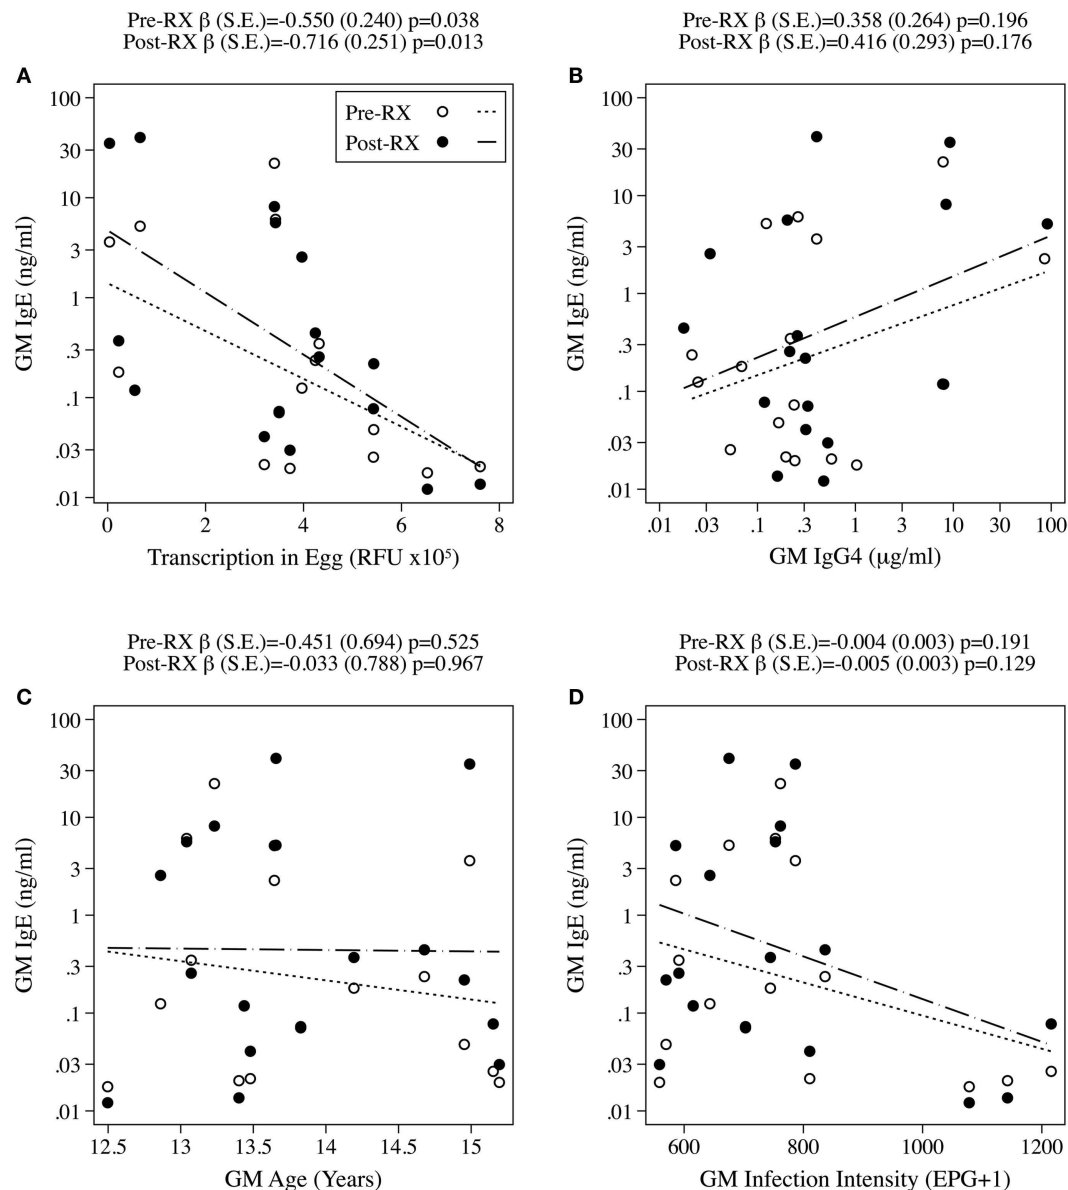 Pre-RX β (S.E.)=-0.550 (0.240) p=0.038
Post-RX β (S.E.)=-0.716 (0.251) p=0.013
Pre-RX β (S.E.)=0.358 (0.264) p=0.196
Post-RX β (S.E.)=0.416 (0.293) p=0.176
A
100
30
10
3
1
.3
.1
.03
.01
GM IgE (ng/ml)
Pre-RX
Post-RX
0 2 4 6 8
Transcription in Egg (RFU x10⁵)
B
100
30
10
3
1
.3
.1
.03
.01
GM IgE (ng/ml)
.01 .03 .1 .3 1 3 10 30 100
GM IgG4 (μg/ml)
Pre-RX β (S.E.)=-0.451 (0.694) p=0.525
Post-RX β (S.E.)=-0.033 (0.788) p=0.967
Pre-RX β (S.E.)=-0.004 (0.003) p=0.191
Post-RX β (S.E.)=-0.005 (0.003) p=0.129
C
100
30
10
3
1
.3
.1
.03
.01
GM IgE (ng/ml)
12.5 13 13.5 14 14.5 15
GM Age (Years)
D
100
30
10
3
1
.3
.1
.03
.01
GM IgE (ng/ml)
600 800 1000 1200
GM Infection Intensity (EPG+1)